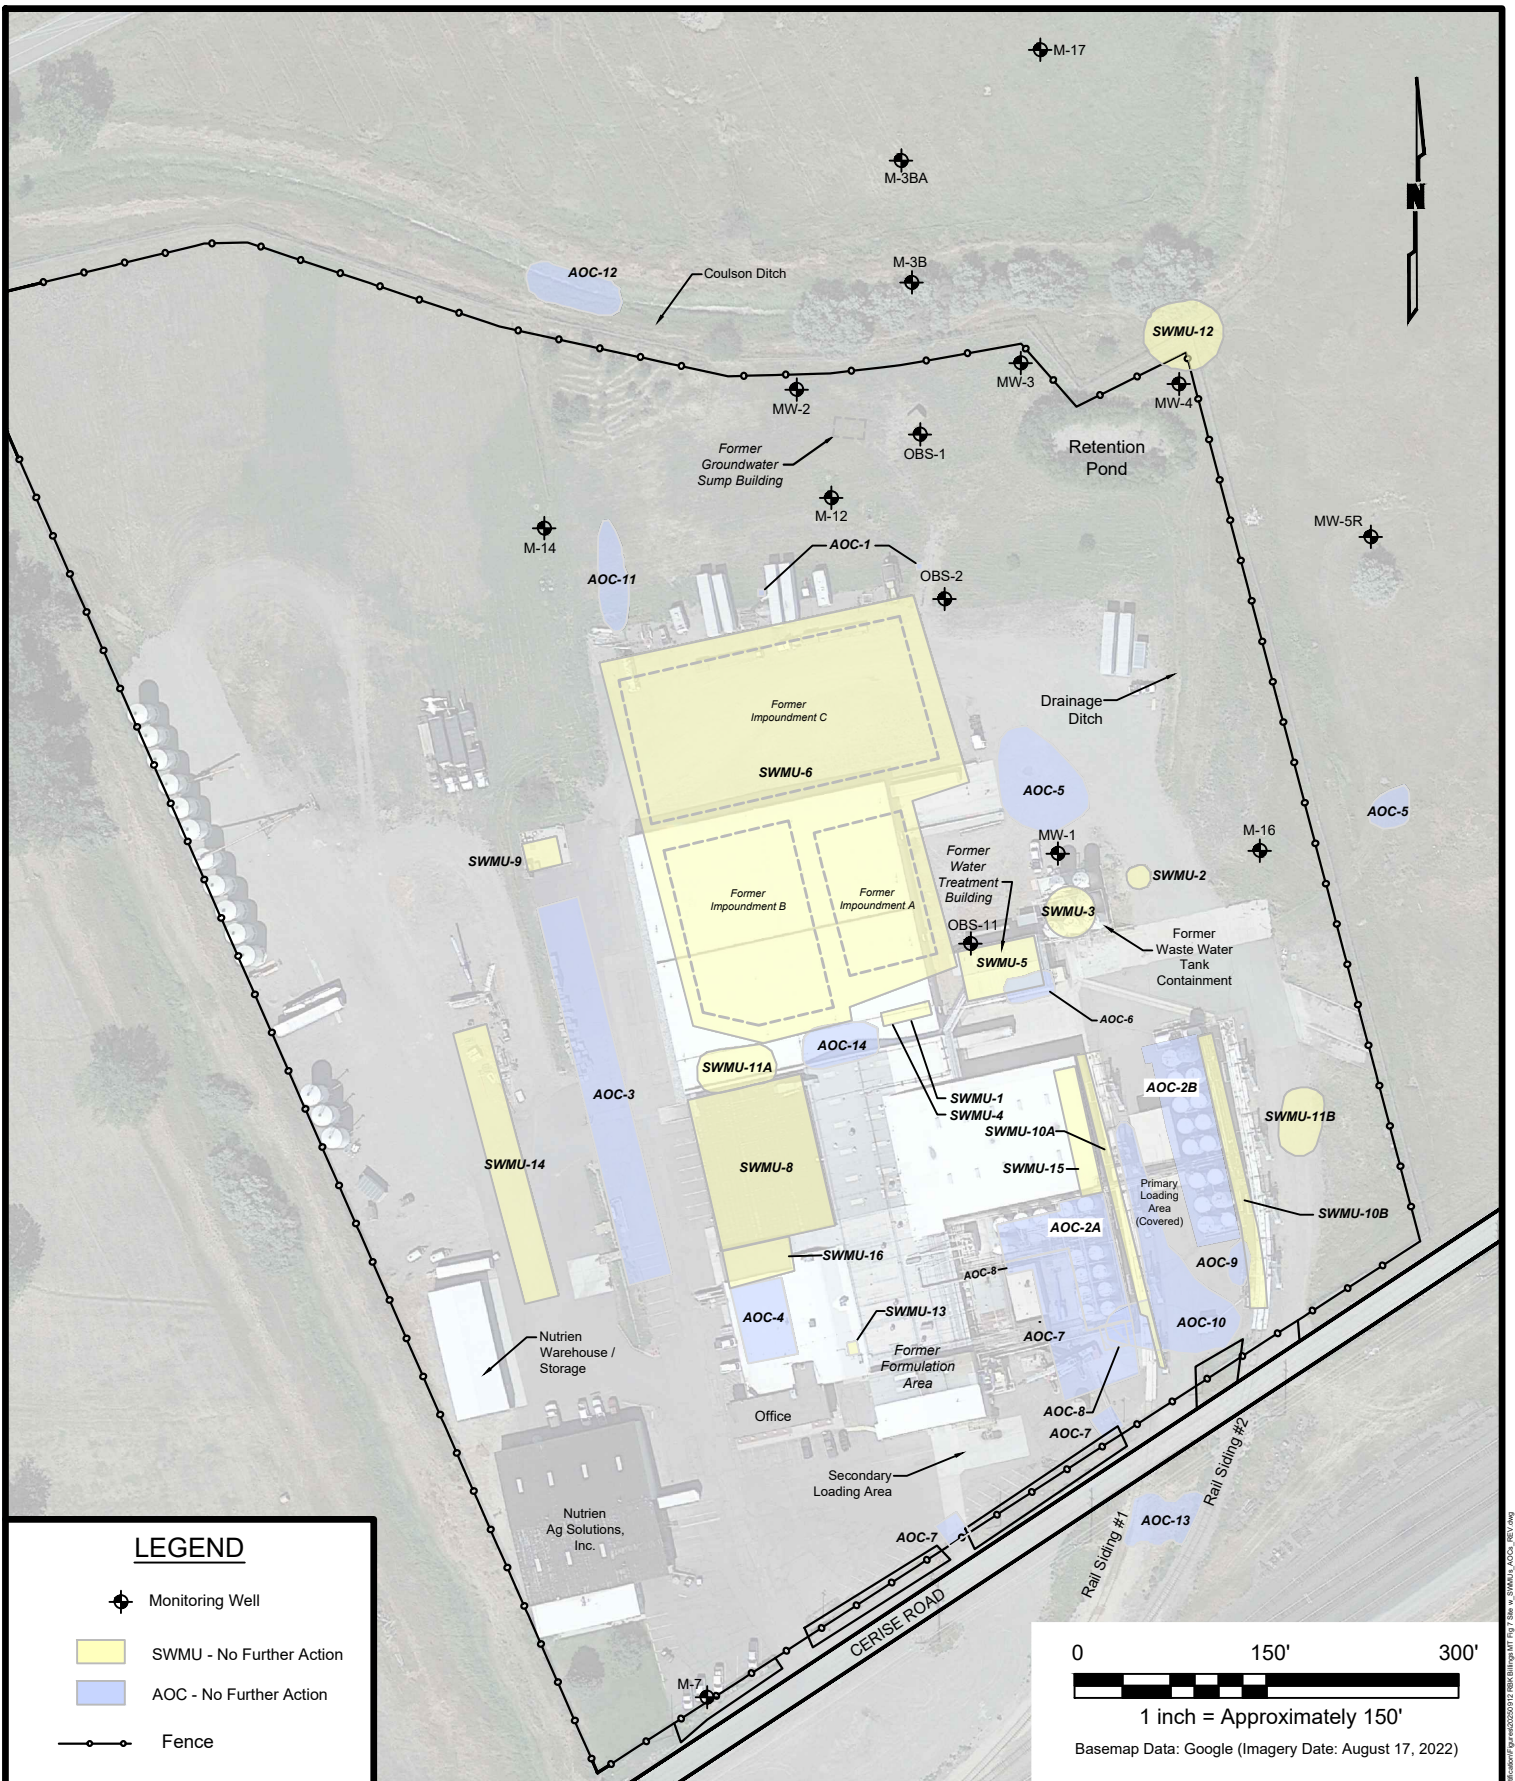 M-17
M-3BA
N
M-3B
AOC-12
Coulson Ditch
SWMU-12
MW-3
MW-2
MW-4
OBS-1
Retention
Pond
Former
Groundwater
Sump Building
M-12
MW-5R
M-14
AOC-1
AOC-11
OBS-2
Former
Impoundment C
Drainage
Ditch
SWMU-6
AOC-5
AOC-5
M-16
MW-1
SWMU-9
Former
Water
Treatment
Building
SWMU-2
Former
Impoundment B
Former
Impoundment A
SWMU-3
OBS-11
Former
Waste Water
Tank
Containment
SWMU-5
AOC-6
AOC-14
SWMU-11A
AOC-3
SWMU-1
SWMU-4
AOC-2B
SWMU-11B
SWMU-10A
SWMU-14
SWMU-8
SWMU-15
Primary
Loading
Area
(Covered)
SWMU-10B
AOC-2A
SWMU-16
AOC-8
AOC-9
AOC-4
SWMU-13
AOC-7
AOC-10
Nutrien
Warehouse /
Storage
Former
Formulation
Area
Office
AOC-8
AOC-7
Secondary
Loading Area
Rail Siding #2
Nutrien
Ag Solutions,
Inc.
AOC-7
AOC-13
Rail Siding #1
CERISE ROAD
M-7
LEGEND
Monitoring Well
SWMU - No Further Action
AOC - No Further Action
Fence
0 150' 300'
1 inch = Approximately 150'
Basemap Data: Google (Imagery Date: August 17, 2022)